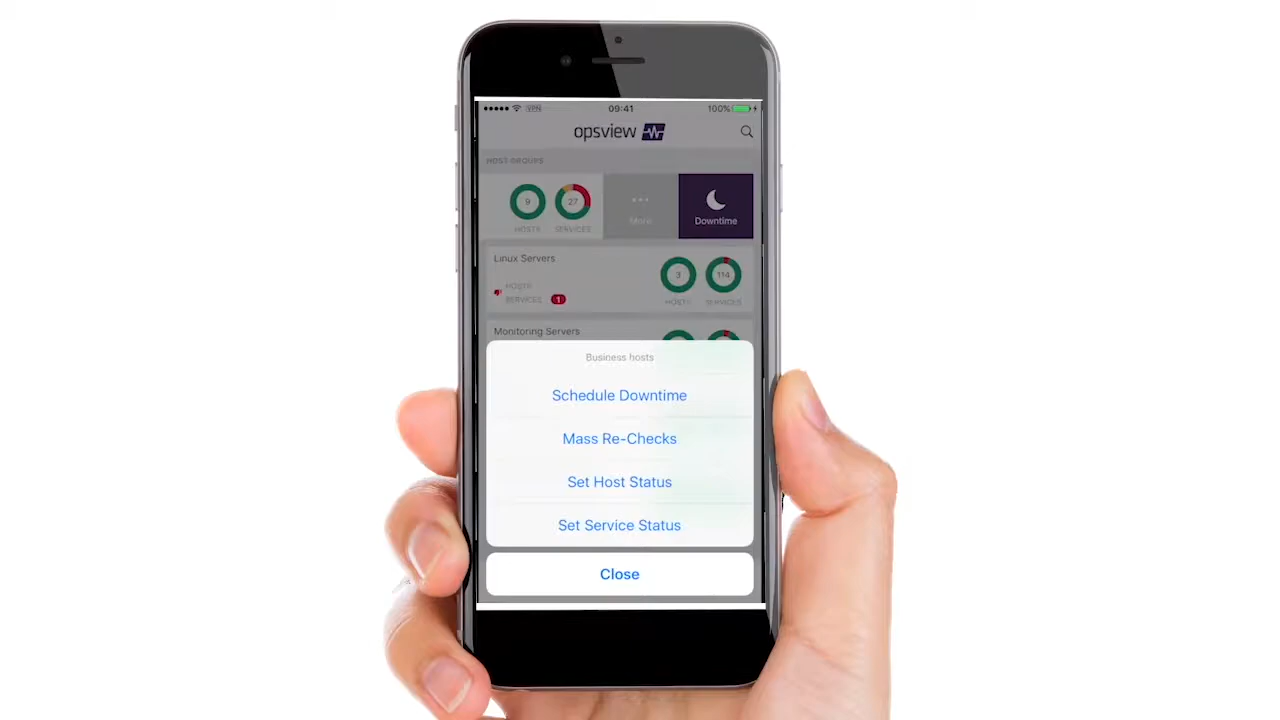 VPN 09:41 100%
opsview
HOST GROUPS
9 27 ... More Downtime
HOSTS SERVICES
Linux Servers
3 114
HOSTS
SERVICES 1
HOSTS SERVICES
Monitoring Servers
Business hosts
Schedule Downtime
Mass Re-Checks
Set Host Status
Set Service Status
Close